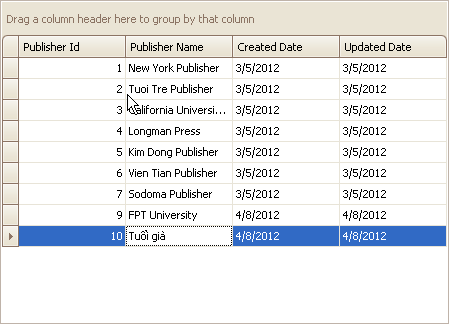 Drag a column header here to group by that column
Publisher Id Publisher Name Created Date Updated Date
1 New York Publisher 3/5/2012 3/5/2012
2 Tuoi Tre Publisher 3/5/2012 3/5/2012
3 California Universi... 3/5/2012 3/5/2012
4 Longman Press 3/5/2012 3/5/2012
5 Kim Dong Publisher 3/5/2012 3/5/2012
6 Vien Tian Publisher 3/5/2012 3/5/2012
7 Sodoma Publisher 3/5/2012 3/5/2012
9 FPT University 4/8/2012 4/8/2012
10 Tuổi già 4/8/2012 4/8/2012